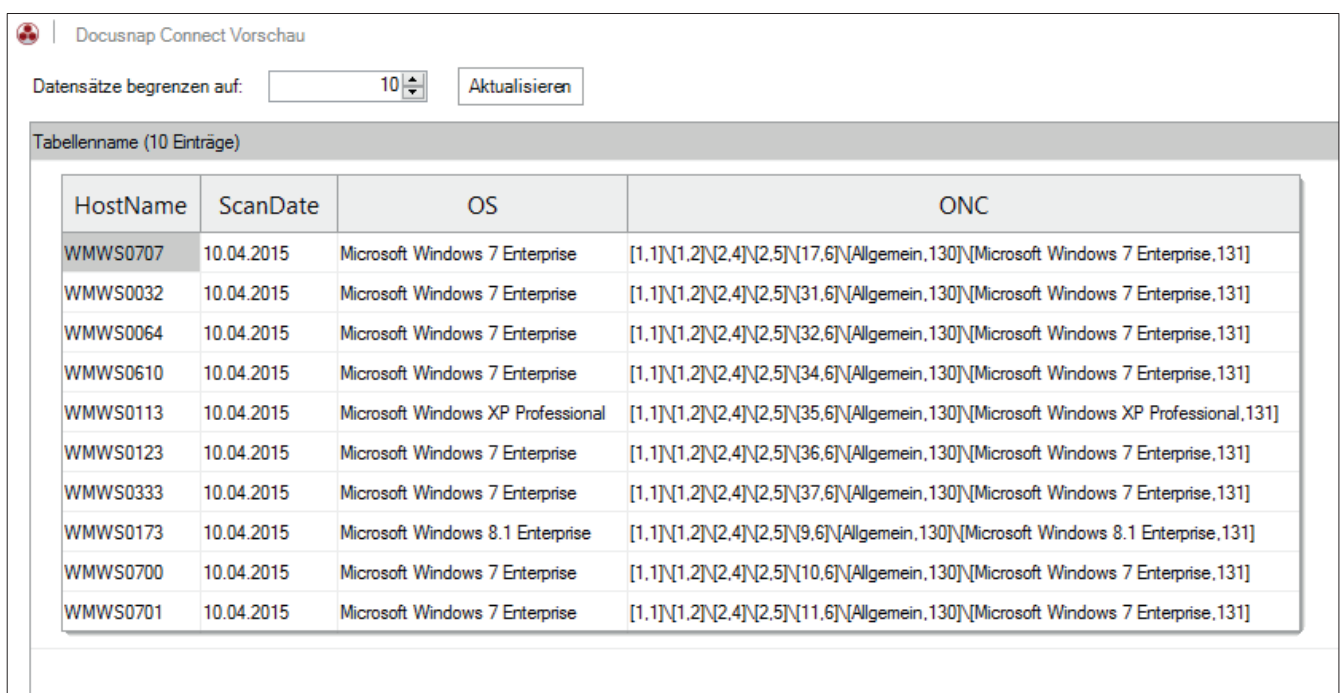 Docusnap Connect Vorschau
Datensätze begrenzen auf: 10 Aktualisieren
Tabellenname (10 Einträge)
HostName ScanDate OS ONC
WMWS0707 10.04.2015 Microsoft Windows 7 Enterprise [1,1]\[1,2]\[2,4]\[2,5]\[17,6]\[Allgemein,130]\[Microsoft Windows 7 Enterprise,131]
WMWS0032 10.04.2015 Microsoft Windows 7 Enterprise [1,1]\[1,2]\[2,4]\[2,5]\[31,6]\[Allgemein,130]\[Microsoft Windows 7 Enterprise,131]
WMWS0064 10.04.2015 Microsoft Windows 7 Enterprise [1,1]\[1,2]\[2,4]\[2,5]\[32,6]\[Allgemein,130]\[Microsoft Windows 7 Enterprise,131]
WMWS0610 10.04.2015 Microsoft Windows 7 Enterprise [1,1]\[1,2]\[2,4]\[2,5]\[34,6]\[Allgemein,130]\[Microsoft Windows 7 Enterprise,131]
WMWS0113 10.04.2015 Microsoft Windows XP Professional [1,1]\[1,2]\[2,4]\[2,5]\[35,6]\[Allgemein,130]\[Microsoft Windows XP Professional,131]
WMWS0123 10.04.2015 Microsoft Windows 7 Enterprise [1,1]\[1,2]\[2,4]\[2,5]\[36,6]\[Allgemein,130]\[Microsoft Windows 7 Enterprise,131]
WMWS0333 10.04.2015 Microsoft Windows 7 Enterprise [1,1]\[1,2]\[2,4]\[2,5]\[37,6]\[Allgemein,130]\[Microsoft Windows 7 Enterprise,131]
WMWS0173 10.04.2015 Microsoft Windows 8.1 Enterprise [1,1]\[1,2]\[2,4]\[2,5]\[9,6]\[Allgemein,130]\[Microsoft Windows 8.1 Enterprise,131]
WMWS0700 10.04.2015 Microsoft Windows 7 Enterprise [1,1]\[1,2]\[2,4]\[2,5]\[10,6]\[Allgemein,130]\[Microsoft Windows 7 Enterprise,131]
WMWS0701 10.04.2015 Microsoft Windows 7 Enterprise [1,1]\[1,2]\[2,4]\[2,5]\[11,6]\[Allgemein,130]\[Microsoft Windows 7 Enterprise,131]